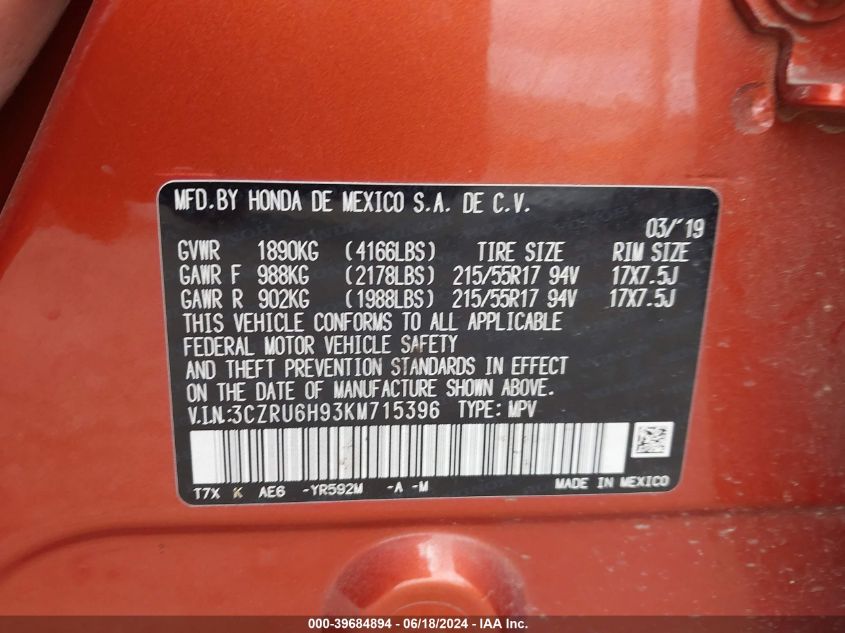 MFD.BY HONDA DE MEXICO S.A. DE C.V.
03/'19
GVWR 1890KG (4166LBS) TIRE SIZE RIM SIZE
GAWR F 988KG (2178LBS) 215/55R17 94V 17X7.5J
GAWR R 902KG (1988LBS) 215/55R17 94V 17X7.5J
THIS VEHICLE CONFORMS TO ALL APPLICABLE
FEDERAL MOTOR VEHICLE SAFETY
AND THEFT PREVENTION STANDARDS IN EFFECT
ON THE DATE OF MANUFACTURE SHOWN ABOVE.
V.I.N.:3CZRU6H93KM715396 TYPE: MPV
T7X K AE6 -YR592M -A -M MADE IN MEXICO
000-39684894 - 06/18/2024 - IAA Inc.